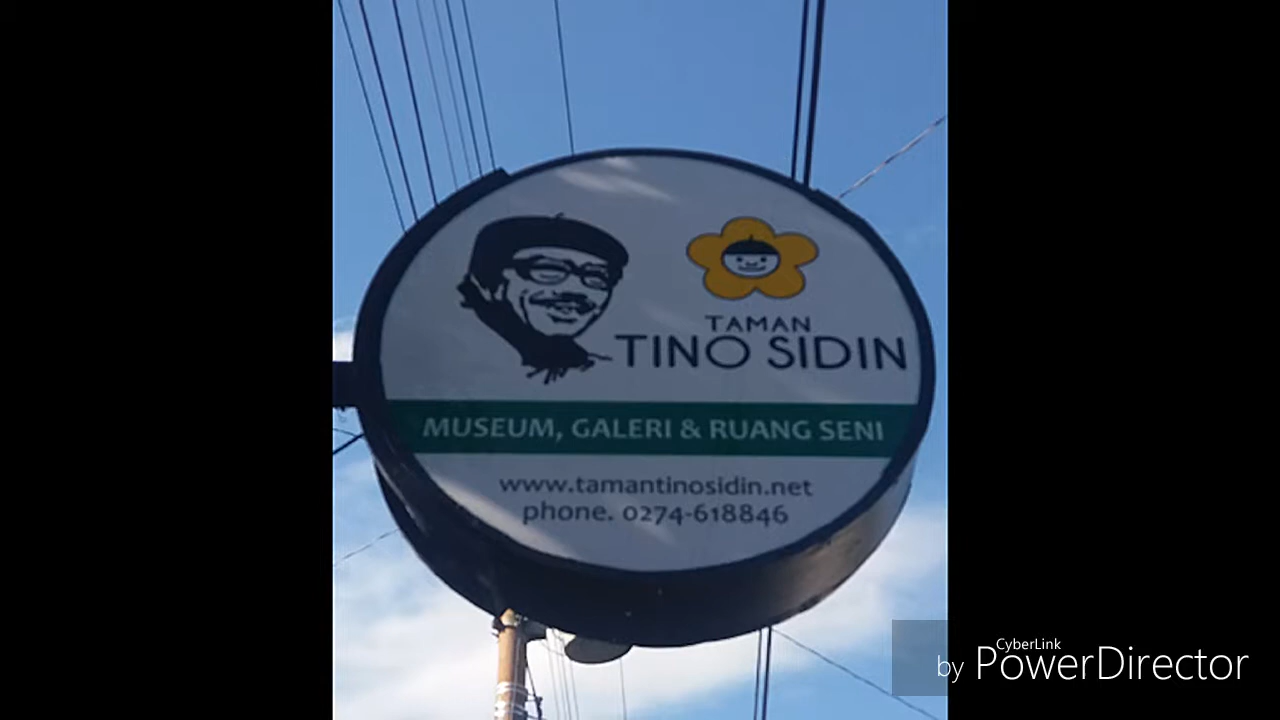 TAMAN
TINO SIDIN
MUSEUM, GALERI & RUANG SENI
www.tamantinosidin.net
phone. 0274-618846
CyberLink
by PowerDirector